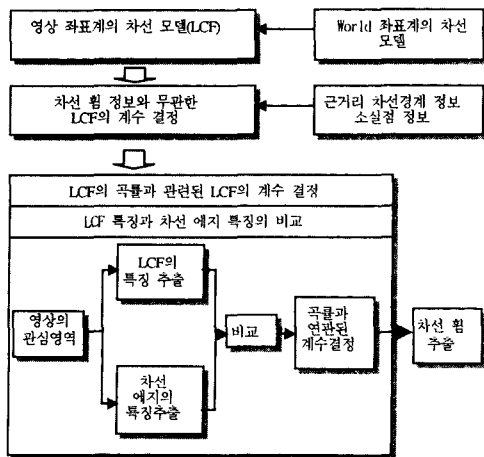 영상 좌표계의 차선 모델(LCF)
World 좌표계의 차선
모델
차선 휨 정보와 무관한
LCF의 계수 결정
근거리 차선경계 정보
소실점 정보
LCF의 곡률과 관련된 LCF의 계수 결정
LCF 특징과 차선 에지 특징의 비교
LCF의
특징 추출
영상의
관심영역
비교
곡률과
연관된
계수결정
차선 휨
추출
차선
에지의
특징추출